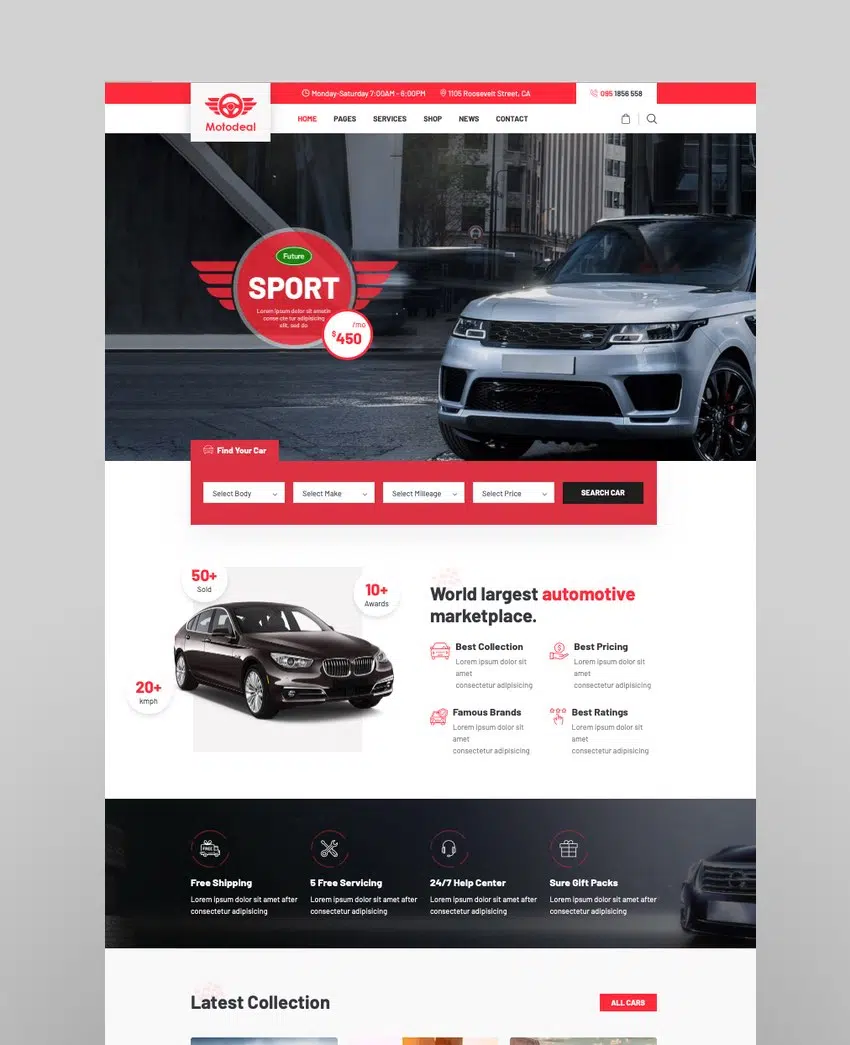 Monday-Saturday 7:00AM - 6:00PM
1105 Roosevelt Street, CA
095 1856 558
Motodeal
HOME PAGES SERVICES SHOP NEWS CONTACT
Future
SPORT
Lorem ipsum dolor sit ametin
conse cte tur adipisicing
elit, sed do
/mo
$450
Find Your Car
Select Body
Select Make
Select Mileage
Select Price
SEARCH CAR
50+
Sold
10+
Awards
20+
kmph
World largest automotive
marketplace.
Best Collection
Lorem ipsum dolor sit
amet
consectetur adipisicing
Best Pricing
Lorem ipsum dolor sit
amet
consectetur adipisicing
Famous Brands
Lorem ipsum dolor sit
amet
consectetur adipisicing
Best Ratings
Lorem ipsum dolor sit
amet
consectetur adipisicing
FREE
Free Shipping
Lorem ipsum dolor sit amet after
consectetur adipisicing
5 Free Servicing
Lorem ipsum dolor sit amet after
consectetur adipisicing
24/7 Help Center
Lorem ipsum dolor sit amet after
consectetur adipisicing
Sure Gift Packs
Lorem ipsum dolor sit amet after
consectetur adipisicing
Latest Collection
ALL CARS